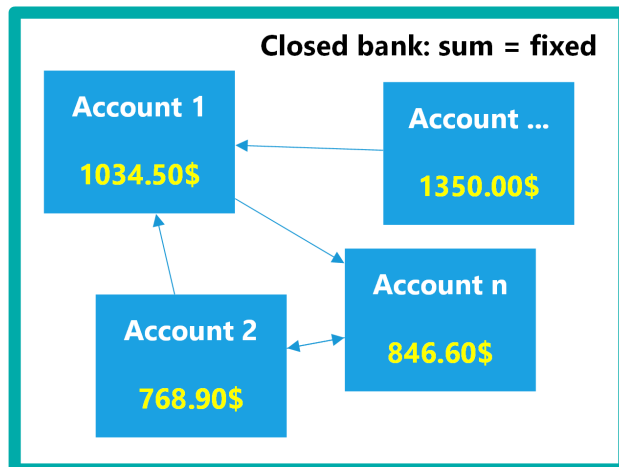 Closed bank: sum = fixed
Account 1
1034.50$
Account ...
1350.00$
Account n
846.60$
Account 2
768.90$